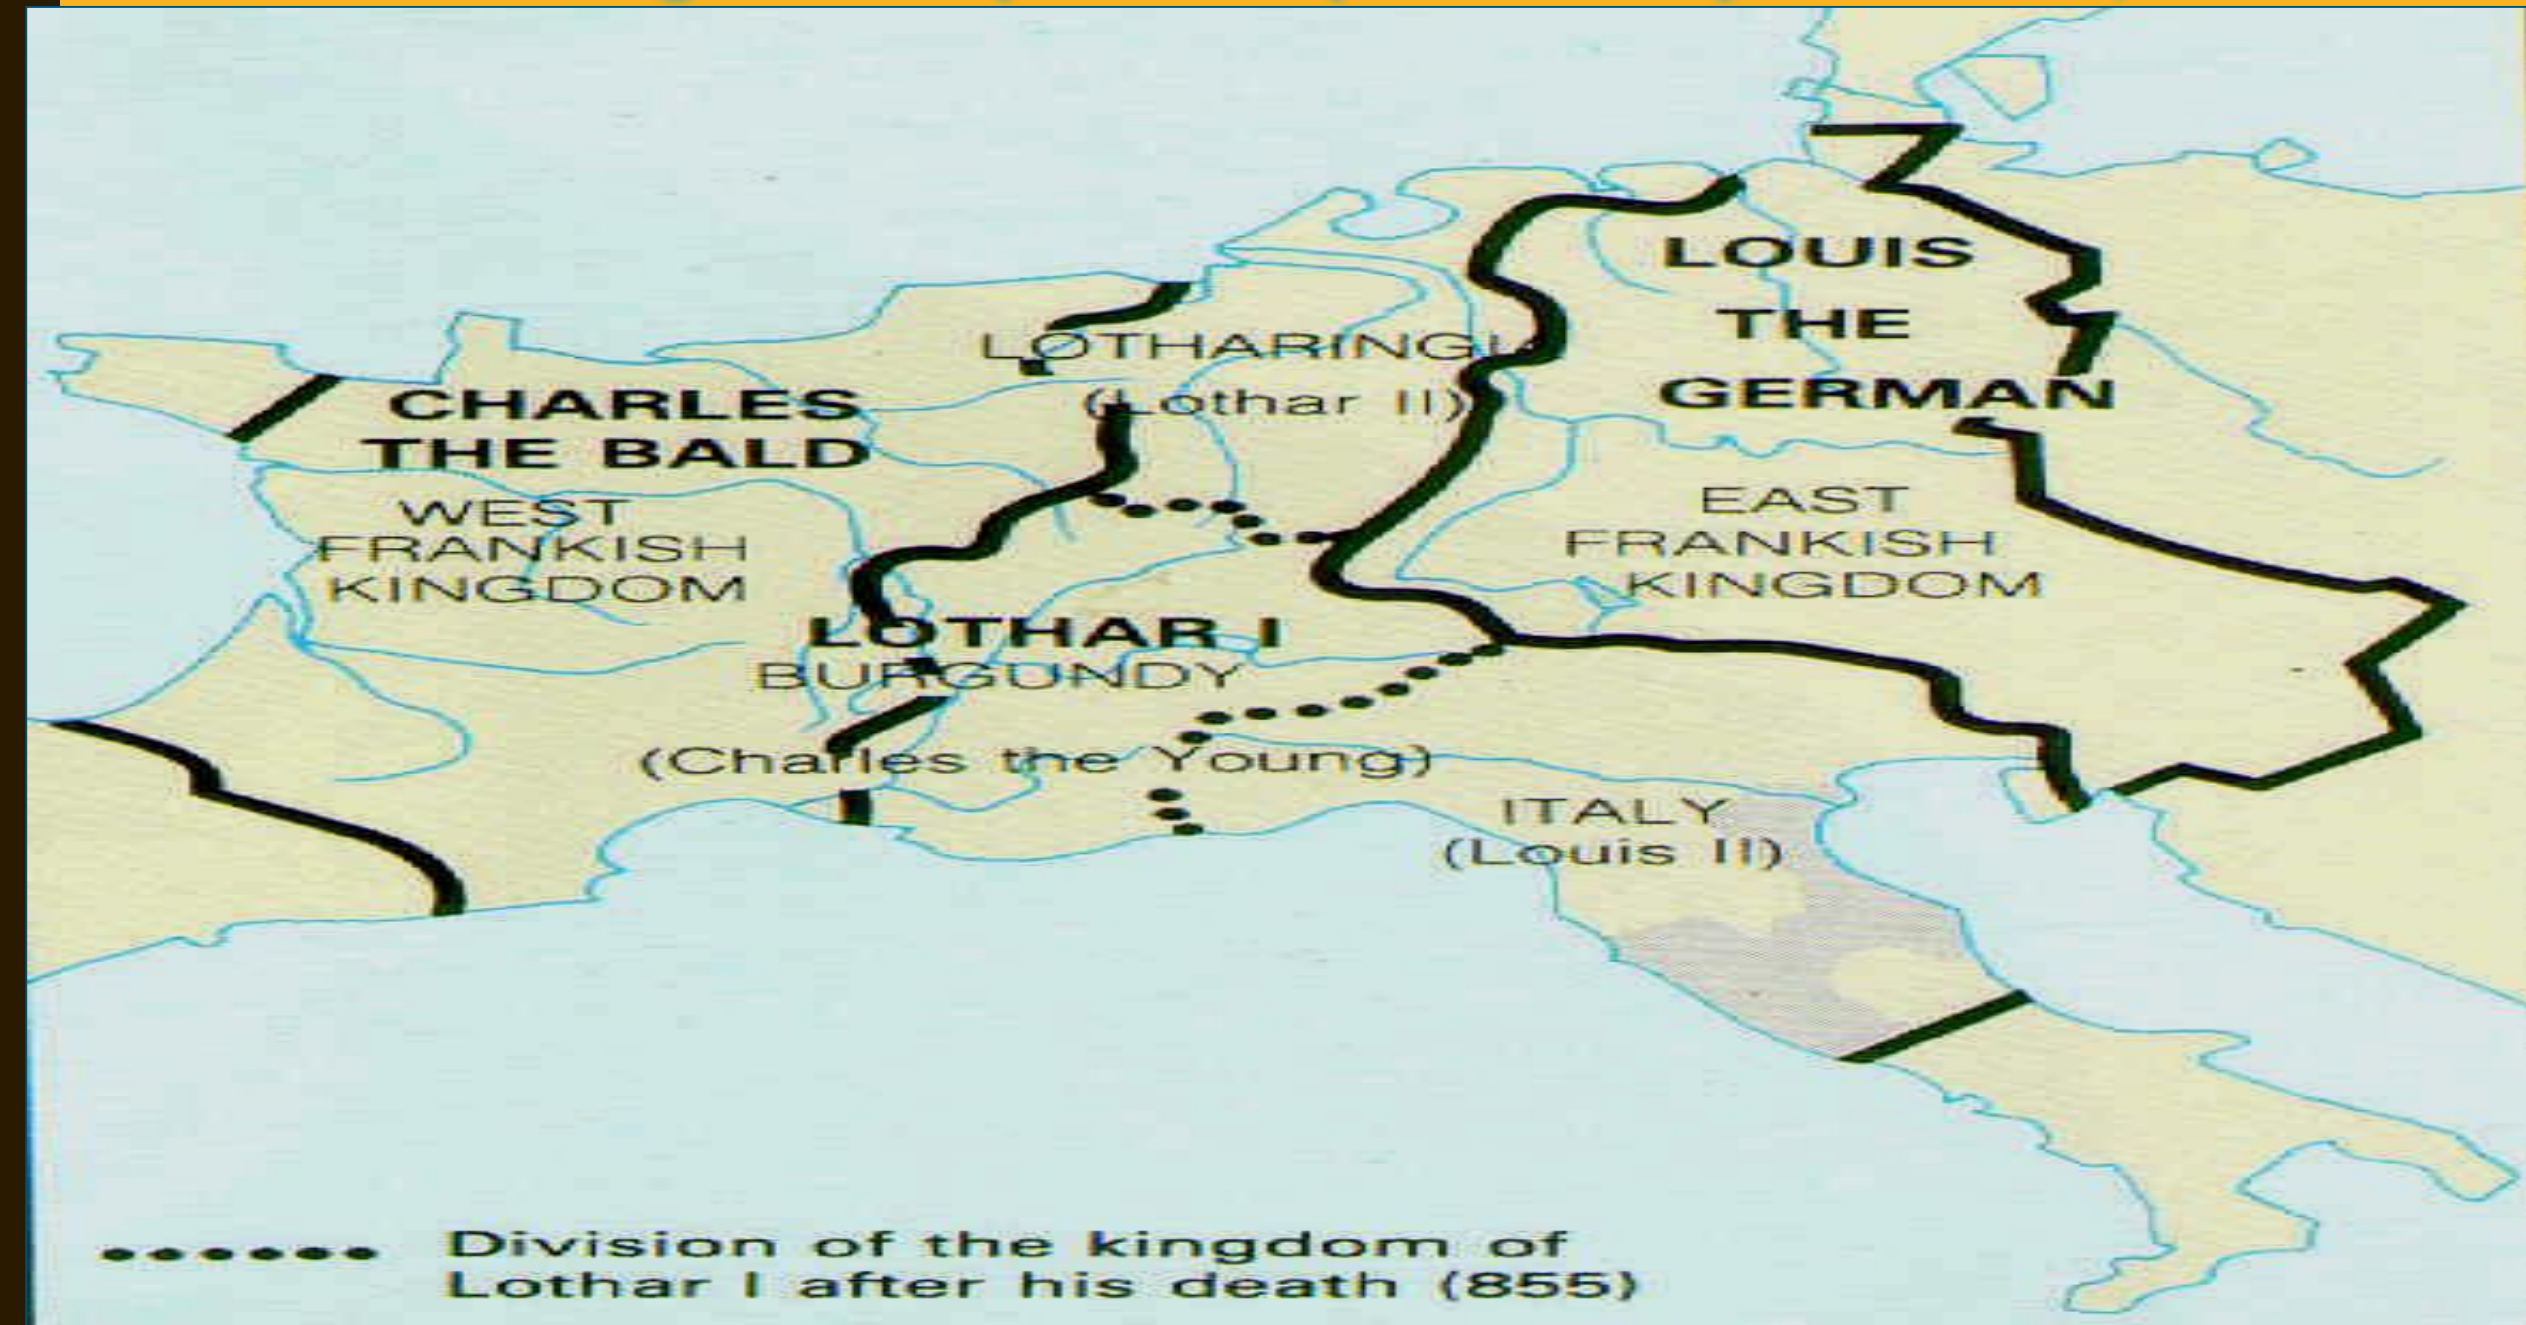 LOUIS
THE
GERMAN
LOTHARINGIA
(Lothar II)
CHARLES
THE BALD
WEST
FRANKISH
KINGDOM
EAST
FRANKISH
KINGDOM
LOTHAR I
BURGUNDY
(Charles the Young)
ITALY
(Louis II)
Division of the kingdom of
Lothar I after his death (855)